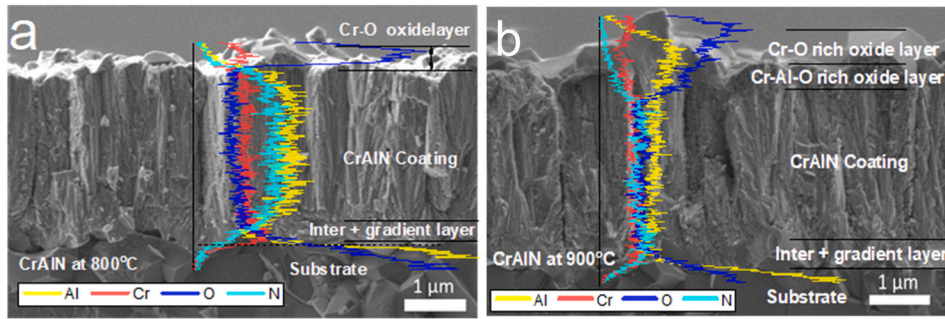 a
Cr-O oxidelayer
CrAlN Coating
Inter + gradient layer
CrAlN at 800°C
Substrate
Al Cr O N
1 μm
b
Cr-O rich oxide layer
Cr-Al-O rich oxide layer
CrAlN Coating
Inter + gradient layer
CrAlN at 900°C
Substrate
Al Cr O N
1 μm